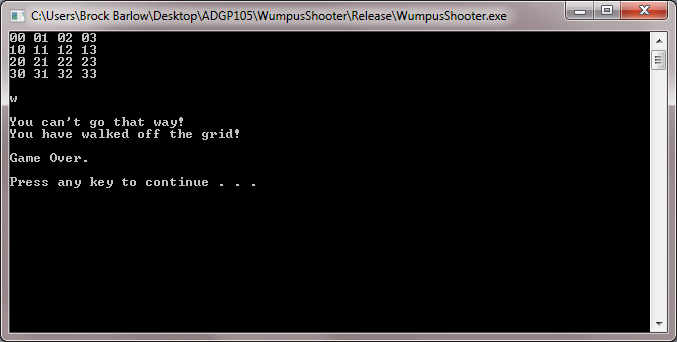 C:\Users\Brock Barlow\Desktop\ADGP105\WumpusShooter\Release\WumpusShooter.exe
00 01 02 03
10 11 12 13
20 21 22 23
30 31 32 33
w
You can't go that way!
You have walked off the grid!
Game Over.
Press any key to continue . . .